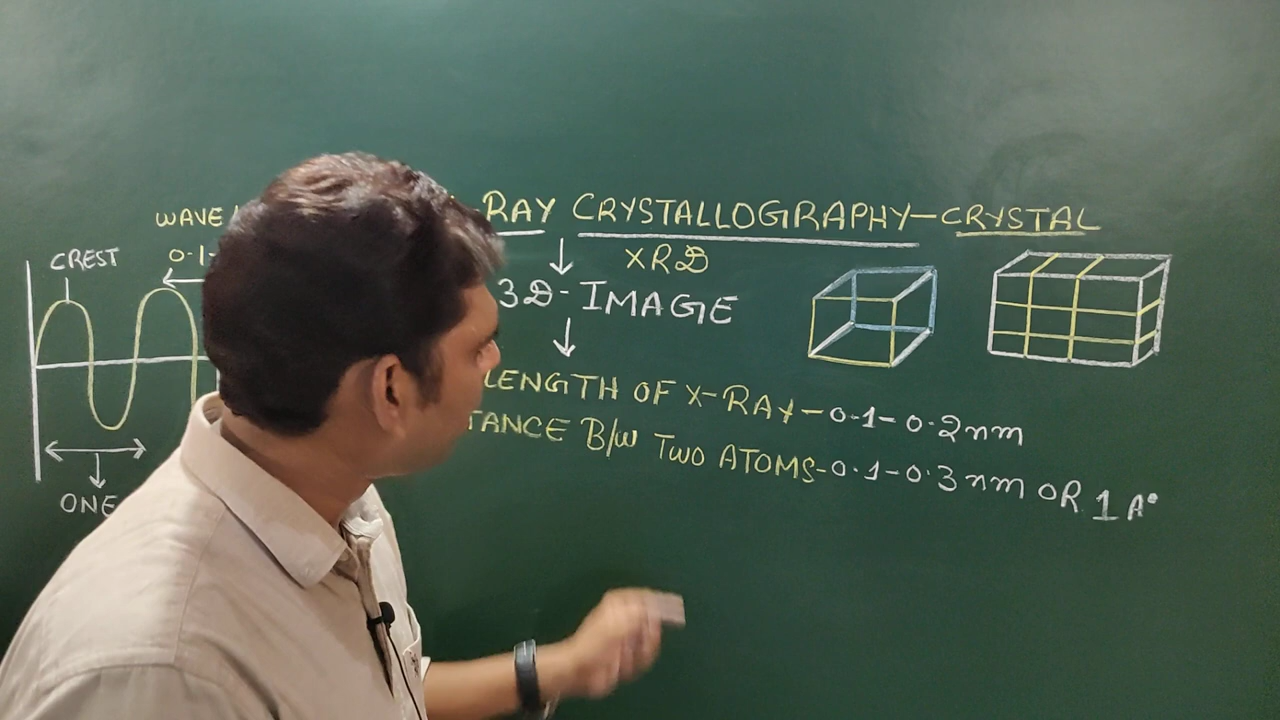 WAVE
RAY CRYSTALLOGRAPHY-CRYSTAL
CREST
0.1-
XRD
3D-IMAGE
LENGTH OF X-RAY-0.1-0.2nm
TANCE B/W TWO ATOMS-0.1-0.3nm OR 1A°
ONE